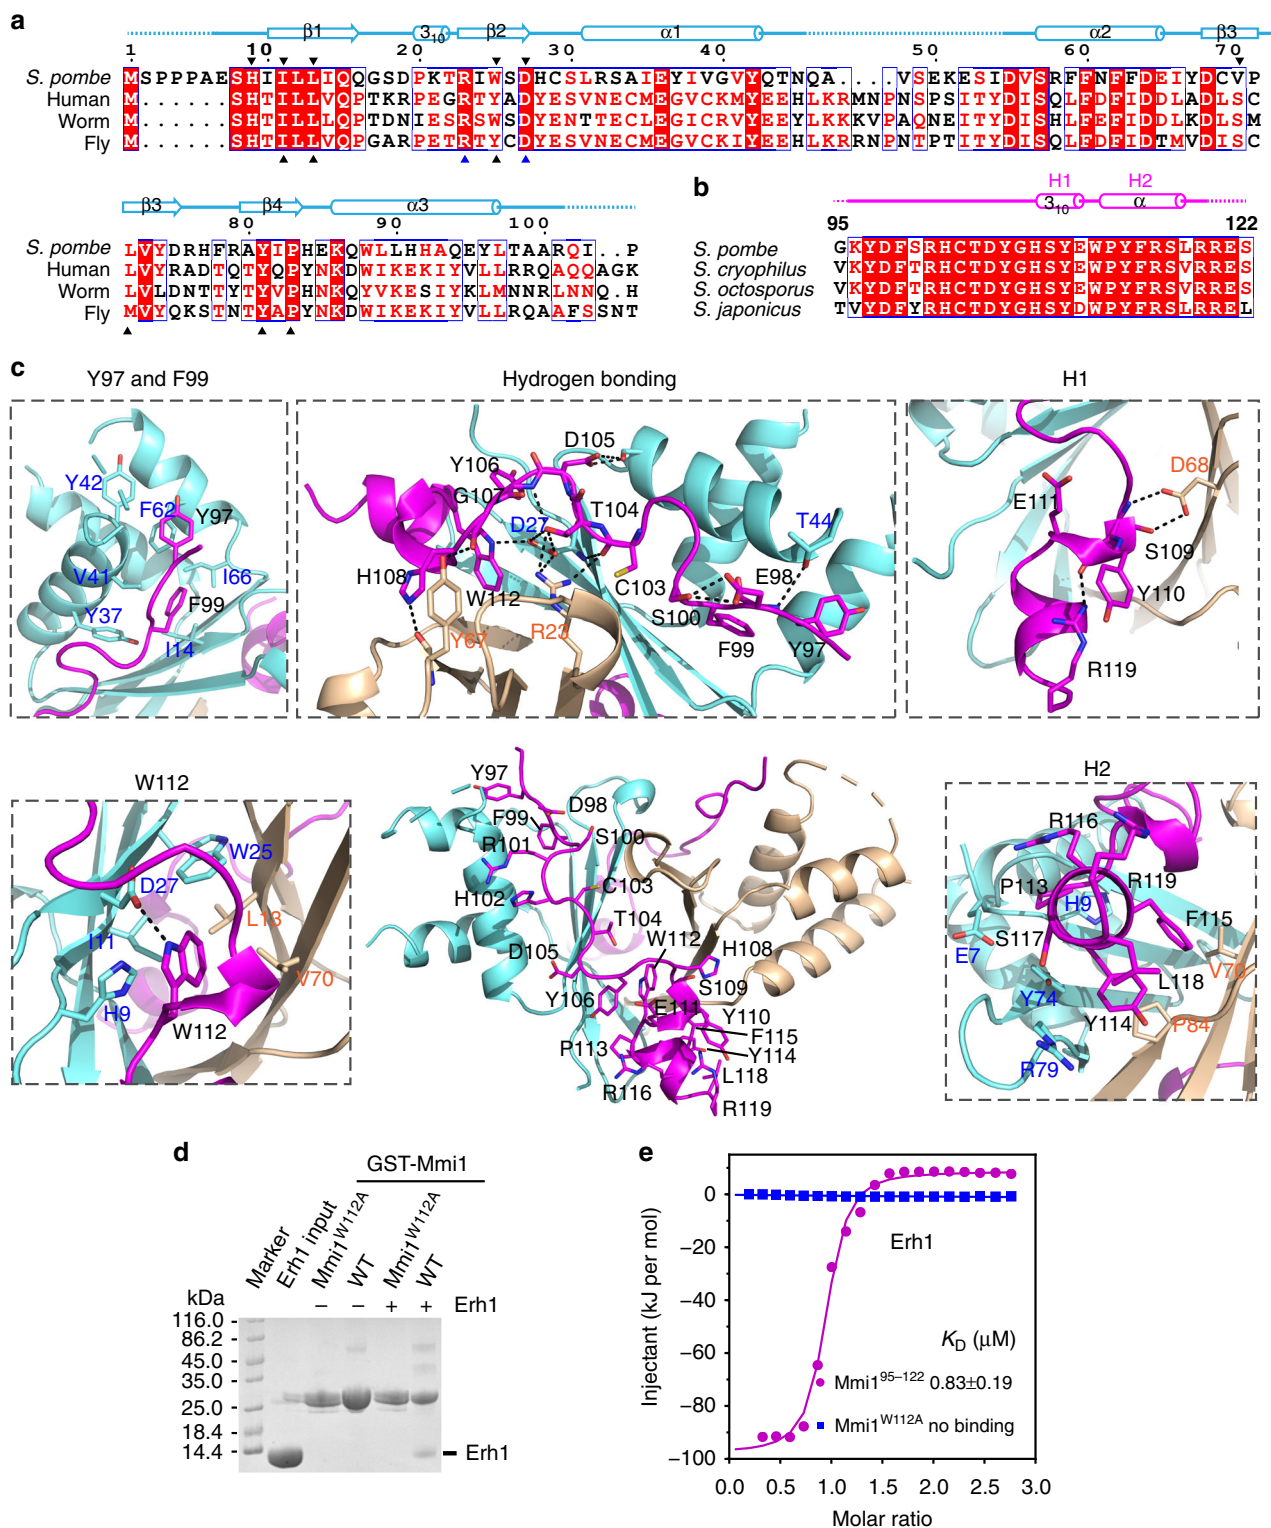 a
β1 3₁₀ β2 α1 α2 β3
1 10 20 30 40 50 60 70
S. pombe MSPPPAESHIILLIQQGSDPKTRIWSDHCSLRSAIEYIVGVYQTNQA....VSEKESIDVSRFFNFFDEIYDCVP
Human M......SHTILLVQPTKRPEGRTYADYESVNECMEGVCKMYEEHLKRMNPNSPSITYDISQLFDFIDDLADLSC
Worm M......SHTILLLQPTDNIESRSWSDYENTTECLEGICRVYEEYLKKKVPAQNEITYDISHLFEFIDDLKDLSM
Fly M......SHTILLVQPGARPETRTYCDYESVNECMEGVCKIYEEHLKRRNPNTPTITYDISQLFDFIDTMVDISC
β3 β4 α3
80 90 100
S. pombe LVYDRHFRAYIPHEKQWLLHHAQEYLTAARQI..P
Human LVYRADTQTYQPYNKDWIKEKIYVLLRRQAQQAGK
Worm LVLDNTTYTYVPHNKQYVKESIYKLMNNRLNNQ.H
Fly MVYQKSTNTYAPYNKDWIKEKIYVLLRQAAFSSNT
b
H1 H2
3₁₀ α
95 122
S. pombe GKYDFSRHCTDYGHSYEWPYFRSLRRES
S. cryophilus VKYDFTRHCTDYGHSYEWPYFRSVRRES
S. octosporus VKYDFTRHCTDYGHSYEWPYFRSVRRES
S. japonicus TVYDFYRHCTDYGHSYDWPYFRSLRREL
c
Y97 and F99
Y42
F62
Y97
V41
I66
F99
Y37
I14
Hydrogen bonding
D105
Y106
G107
T104
D27
T44
H108
W112
C103
E98
S100
Y67
R23
F99
Y97
H1
D68
E111
S109
Y110
R119
W112
W25
D27
L13
I11
V70
H9
W112
Y97
D98
F99
S100
R101
C103
H102
T104
W112
D105
H108
S109
Y106
E111
Y110
F115
P113
Y114
L118
R116
R119
H2
R116
P113
R119
H9
F115
S117
E7
V70
L118
Y74
Y114
P84
R79
d
GST-Mmi1
Marker
Erh1 input
Mmi1ᵂ¹¹²ᴬ
WT
Mmi1ᵂ¹¹²ᴬ
WT
kDa − − + + Erh1
116.0
86.2
45.0
35.0
25.0
18.4
14.4
Erh1
e
Injectant (kJ per mol)
0
−20
−40
−60
−80
−100
Erh1
K_D (μM)
Mmi1⁹⁵⁻¹²² 0.83±0.19
Mmi1ᵂ¹¹²ᴬ no binding
0.0 0.5 1.0 1.5 2.0 2.5 3.0
Molar ratio